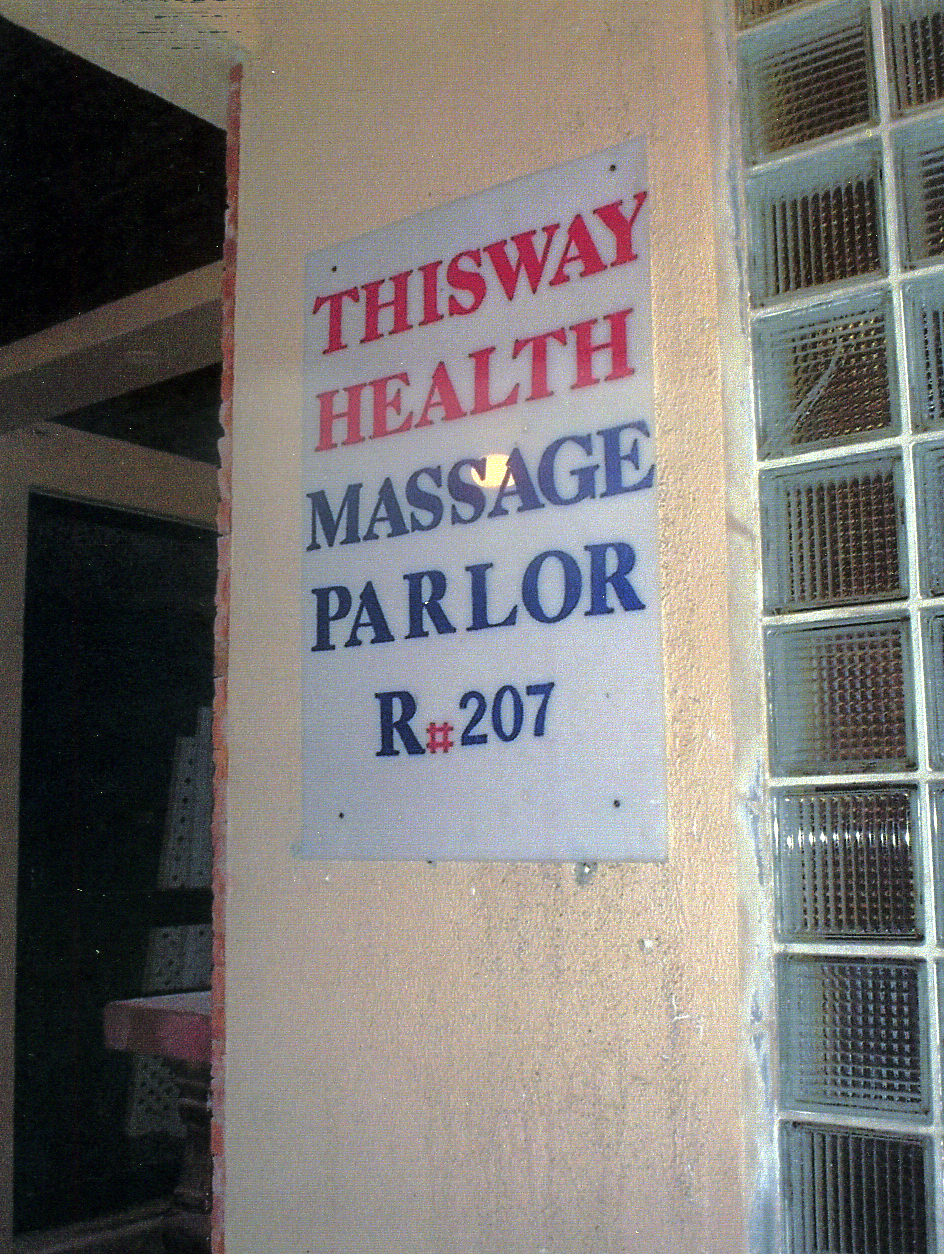 THISWAY
HEALTH
MASSAGE
PARLOR
R#207